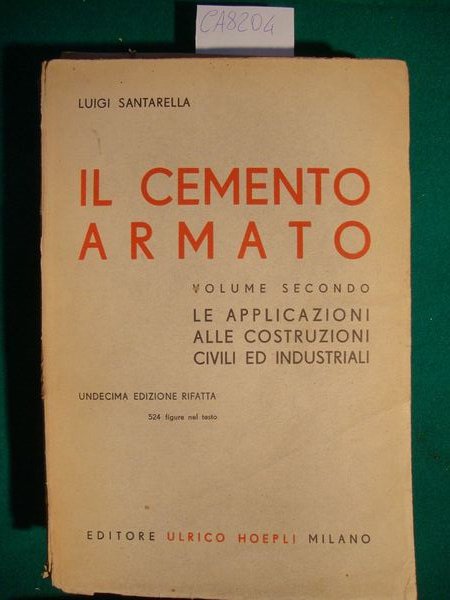 CA8204
LUIGI SANTARELLA
IL CEMENTO
ARMATO
VOLUME SECONDO
LE APPLICAZIONI
ALLE COSTRUZIONI
CIVILI ED INDUSTRIALI
UNDECIMA EDIZIONE RIFATTA
524 figure nel testo
EDITORE ULRICO HOEPLI MILANO